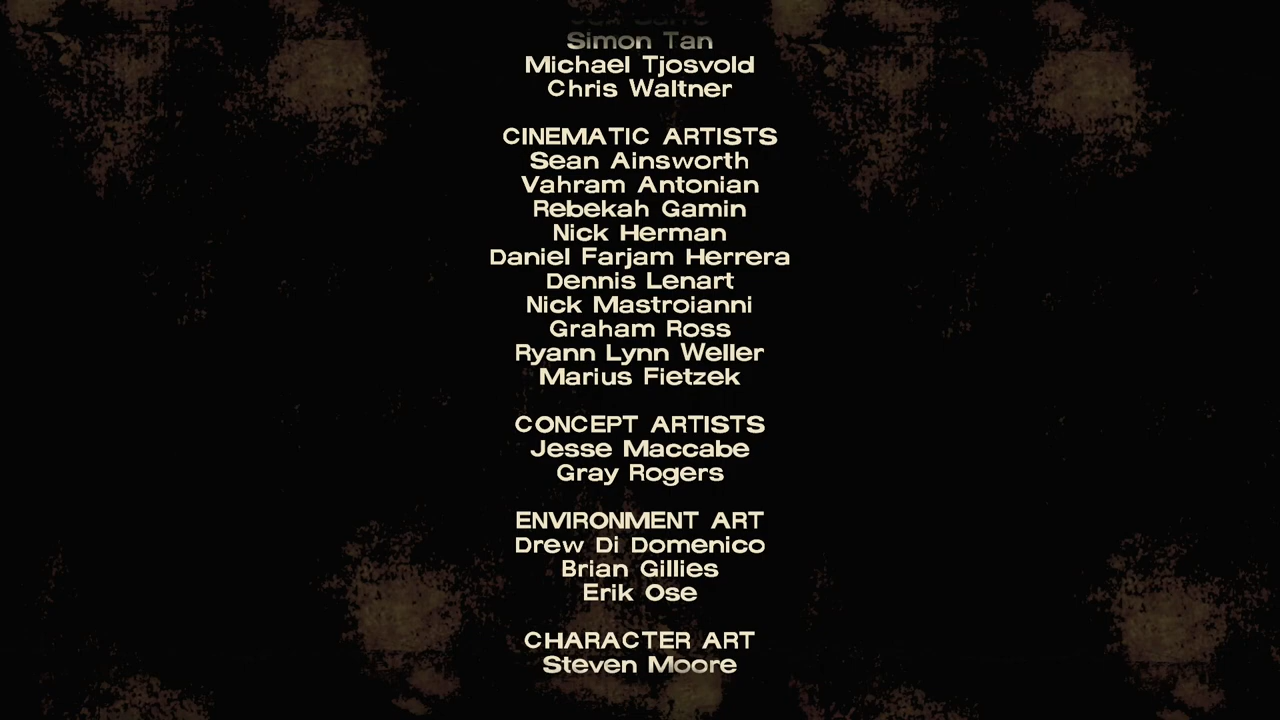 Simon Tan
Michael Tjosvold
Chris Waltner
CINEMATIC ARTISTS
Sean Ainsworth
Vahram Antonian
Rebekah Gamin
Nick Herman
Daniel Farjam Herrera
Dennis Lenart
Nick Mastroianni
Graham Ross
Ryann Lynn Weller
Marius Fietzek
CONCEPT ARTISTS
Jesse Maccabe
Gray Rogers
ENVIRONMENT ART
Drew Di Domenico
Brian Gillies
Erik Ose
CHARACTER ART
Steven Moore